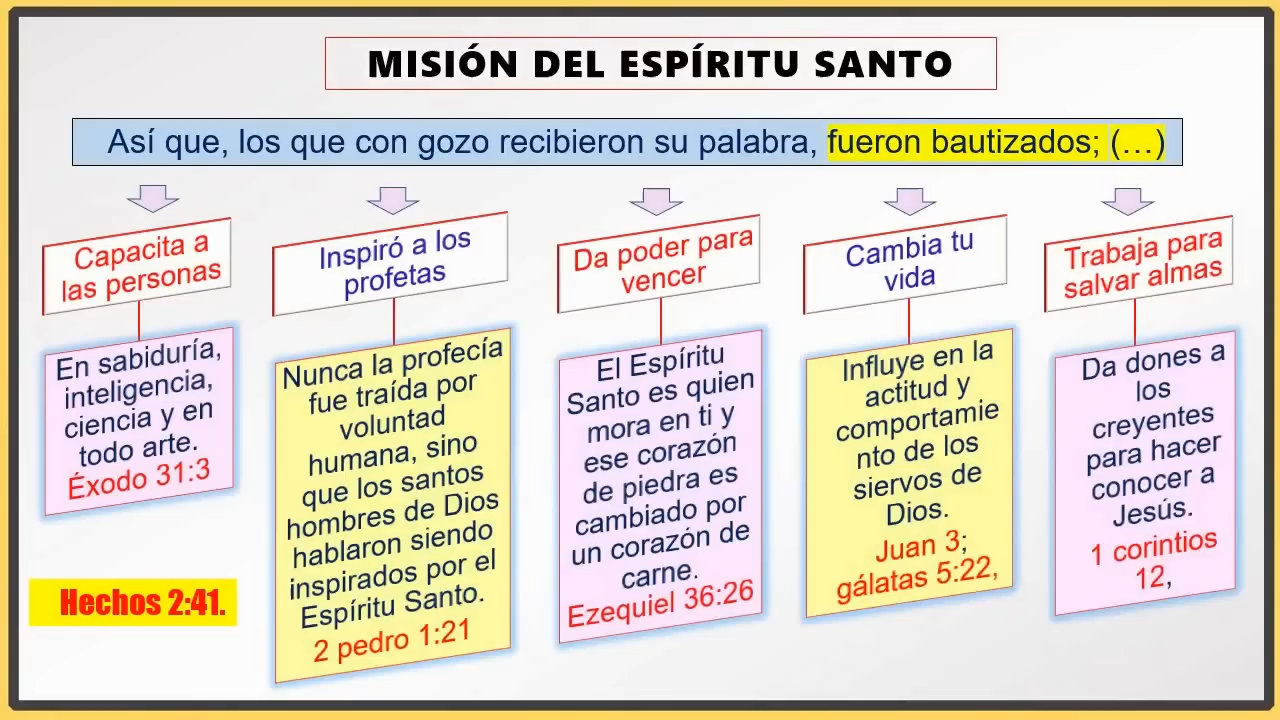 MISIÓN DEL ESPÍRITU SANTO
Así que, los que con gozo recibieron su palabra, fueron bautizados; (...)
Capacita a
las personas
En sabiduría,
inteligencia,
ciencia y en
todo arte.
Éxodo 31:3
Inspiró a los
profetas
Nunca la profecía
fue traída por
voluntad
humana, sino
que los santos
hombres de Dios
hablaron siendo
inspirados por el
Espíritu Santo.
2 pedro 1:21
Da poder para
vencer
El Espíritu
Santo es quien
mora en ti y
ese corazón
de piedra es
cambiado por
un corazón de
carne.
Ezequiel 36:26
Cambia tu
vida
Influye en la
actitud y
comportamie
nto de los
siervos de
Dios.
Juan 3;
gálatas 5:22,
Trabaja para
salvar almas
Da dones a
los
creyentes
para hacer
conocer a
Jesús.
1 corintios
12,
Hechos 2:41.